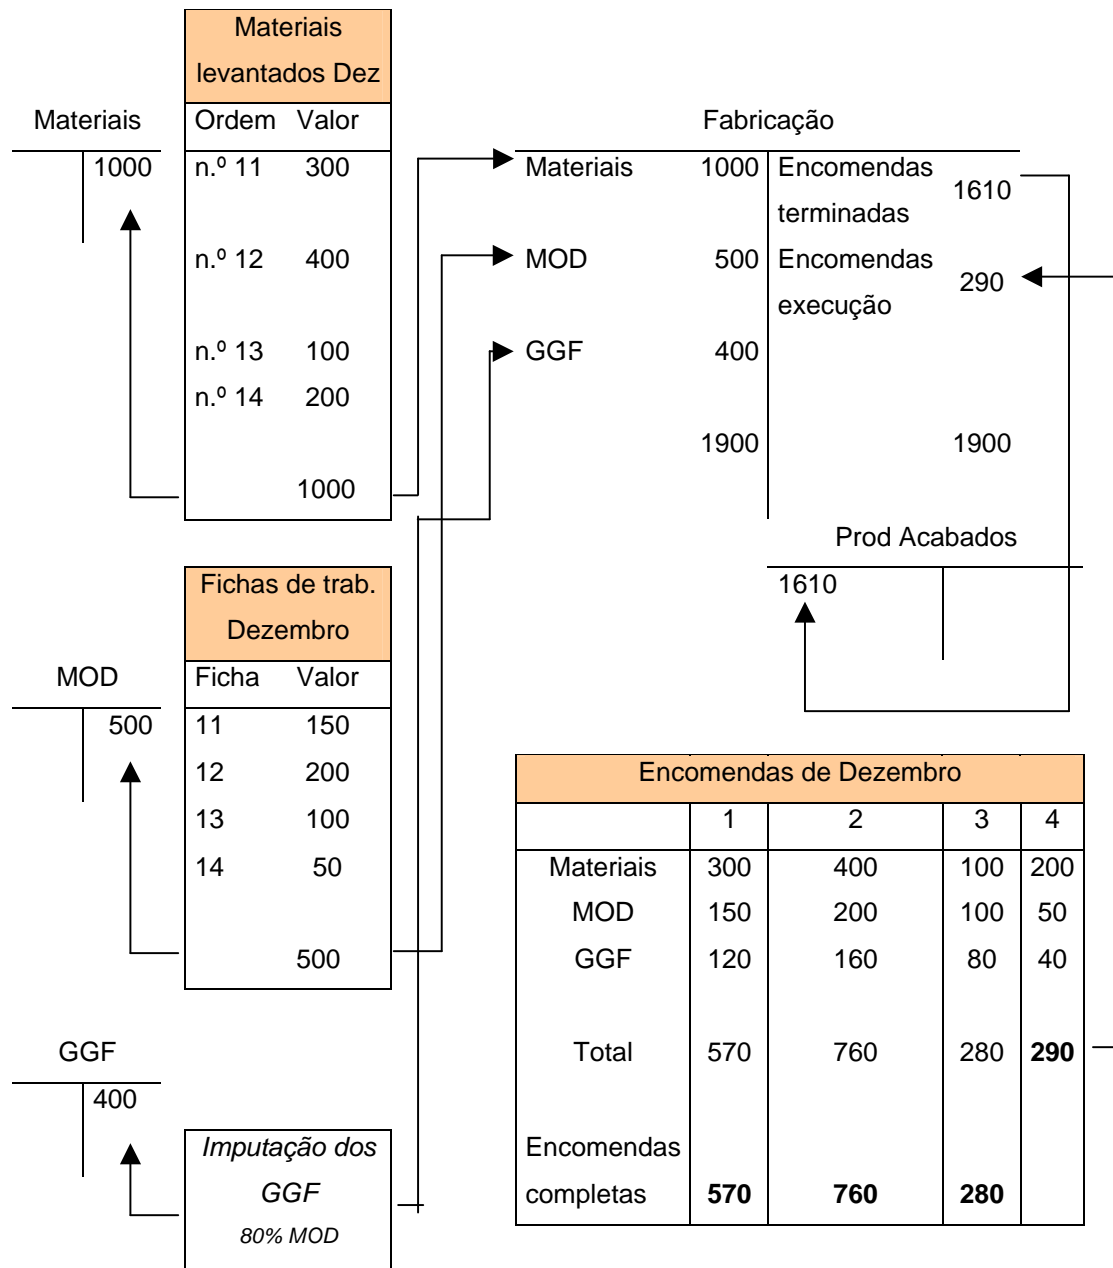 Materiais
levantados Dez
Materiais
Ordem Valor
1000
n.º 11 300
n.º 12 400
n.º 13 100
n.º 14 200
1000
Fabricação
Materiais 1000 Encomendas
terminadas 1610
MOD 500 Encomendas
execução 290
GGF 400
1900 1900
Prod Acabados
1610
Fichas de trab.
Dezembro
MOD
Ficha Valor
500
11 150
12 200
13 100
14 50
500
GGF
400
Imputação dos
GGF
80% MOD
Encomendas de Dezembro
1 2 3 4
Materiais 300 400 100 200
MOD 150 200 100 50
GGF 120 160 80 40
Total 570 760 280 290
Encomendas
completas 570 760 280